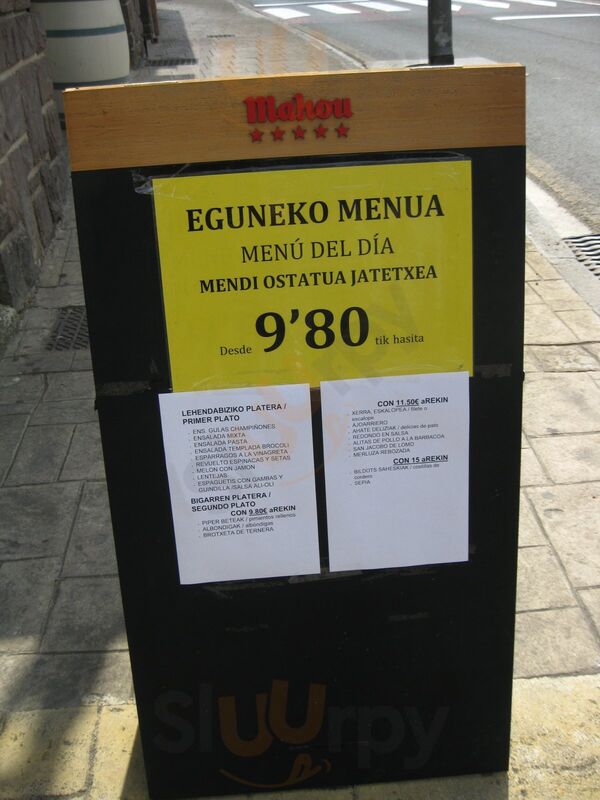 Mahou
EGUNEKO MENUA
MENÚ DEL DÍA
MENDI OSTATUA JATETXEA
Desde 9'80 tik hasita
LEHENDABIZIKO PLATERA /
PRIMER PLATO
. ENS. GULAS CHAMPIÑONES
. ENSALADA MIXTA
. ENSALADA PASTA
. ENSALADA TEMPLADA BROCOLI
. ESPARRAGOS A LA VINAGRETA
. REVUELTO ESPINACAS Y SETAS
. MELON CON JAMON
. LENTEJAS
. ESPAGUETIS CON GAMBAS Y
GUINDILLA /SALSA ALI-OLI
BIGARREN PLATERA /
SEGUNDO PLATO
CON 9.80€ aREKIN
- PIPER BETEAK / pimientos rellenos
- ALBONDIGAK / albóndigas
- BROTXETA DE TERNERA
CON 11.50€ aREKIN
- XERRA, ESKALOPEA / filete o
escalope
- AJOARRIERO
- AHATE DELIZIAK / delicias de pato
- REDONDO EN SALSA
- ALITAS DE POLLO A LA BARBACOA
- SAN JACOBO DE LOMO
- MERLUZA REBOZADA
CON 15 aREKIN
- BILDOTS SAHESKIAK / costillas de
cordero
- SEPIA
Sluurpy